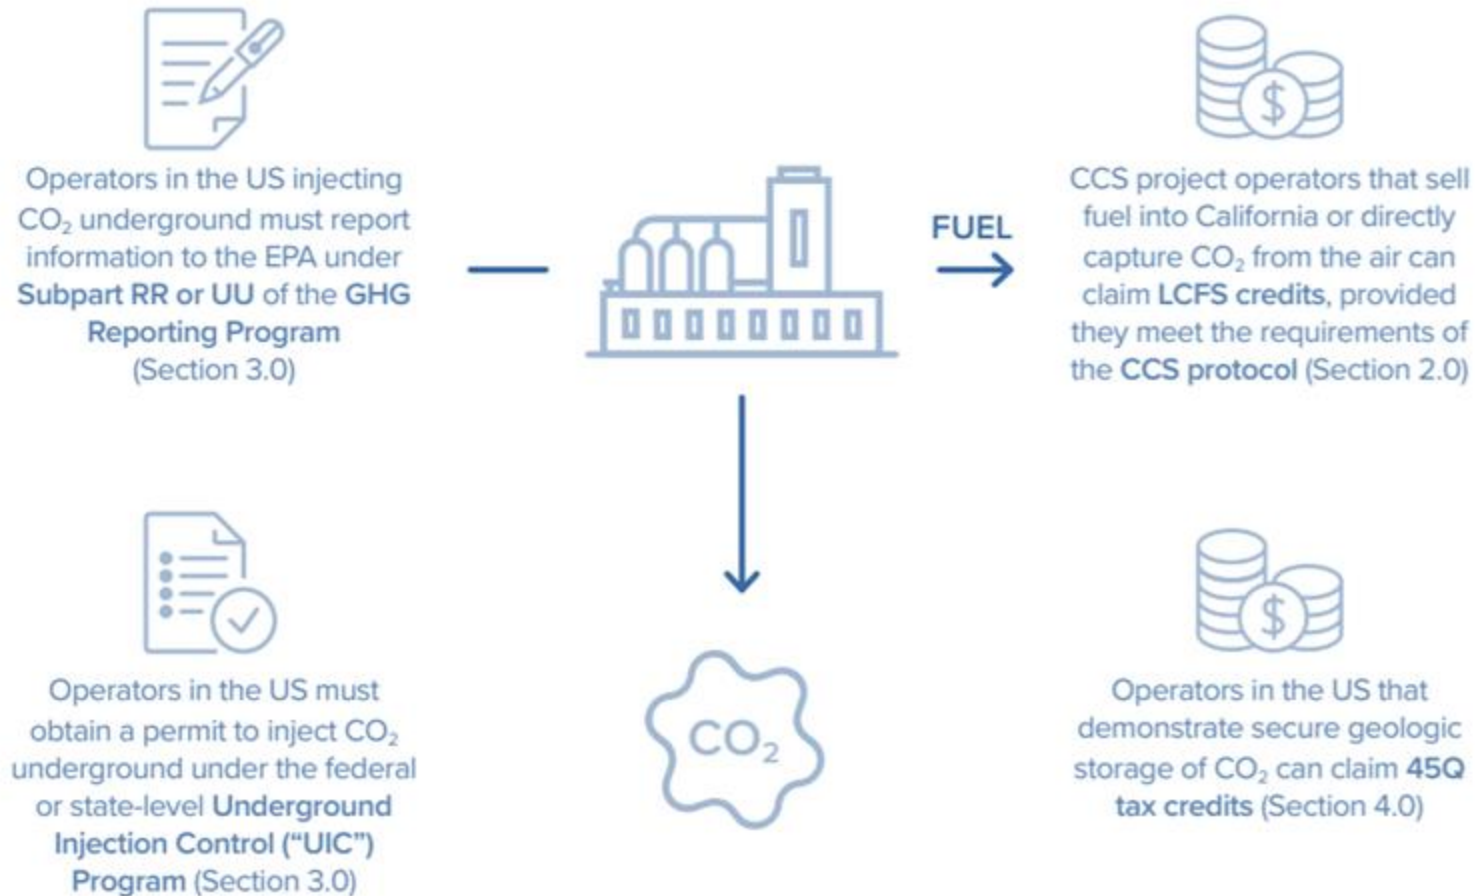 Operators in the US injecting
CO₂ underground must report
information to the EPA under
Subpart RR or UU of the GHG
Reporting Program
(Section 3.0)
FUEL
$
CCS project operators that sell
fuel into California or directly
capture CO₂ from the air can
claim LCFS credits, provided
they meet the requirements of
the CCS protocol (Section 2.0)
Operators in the US must
obtain a permit to inject CO₂
underground under the federal
or state-level Underground
Injection Control (“UIC”)
Program (Section 3.0)
CO₂
$
Operators in the US that
demonstrate secure geologic
storage of CO₂ can claim 45Q
tax credits (Section 4.0)